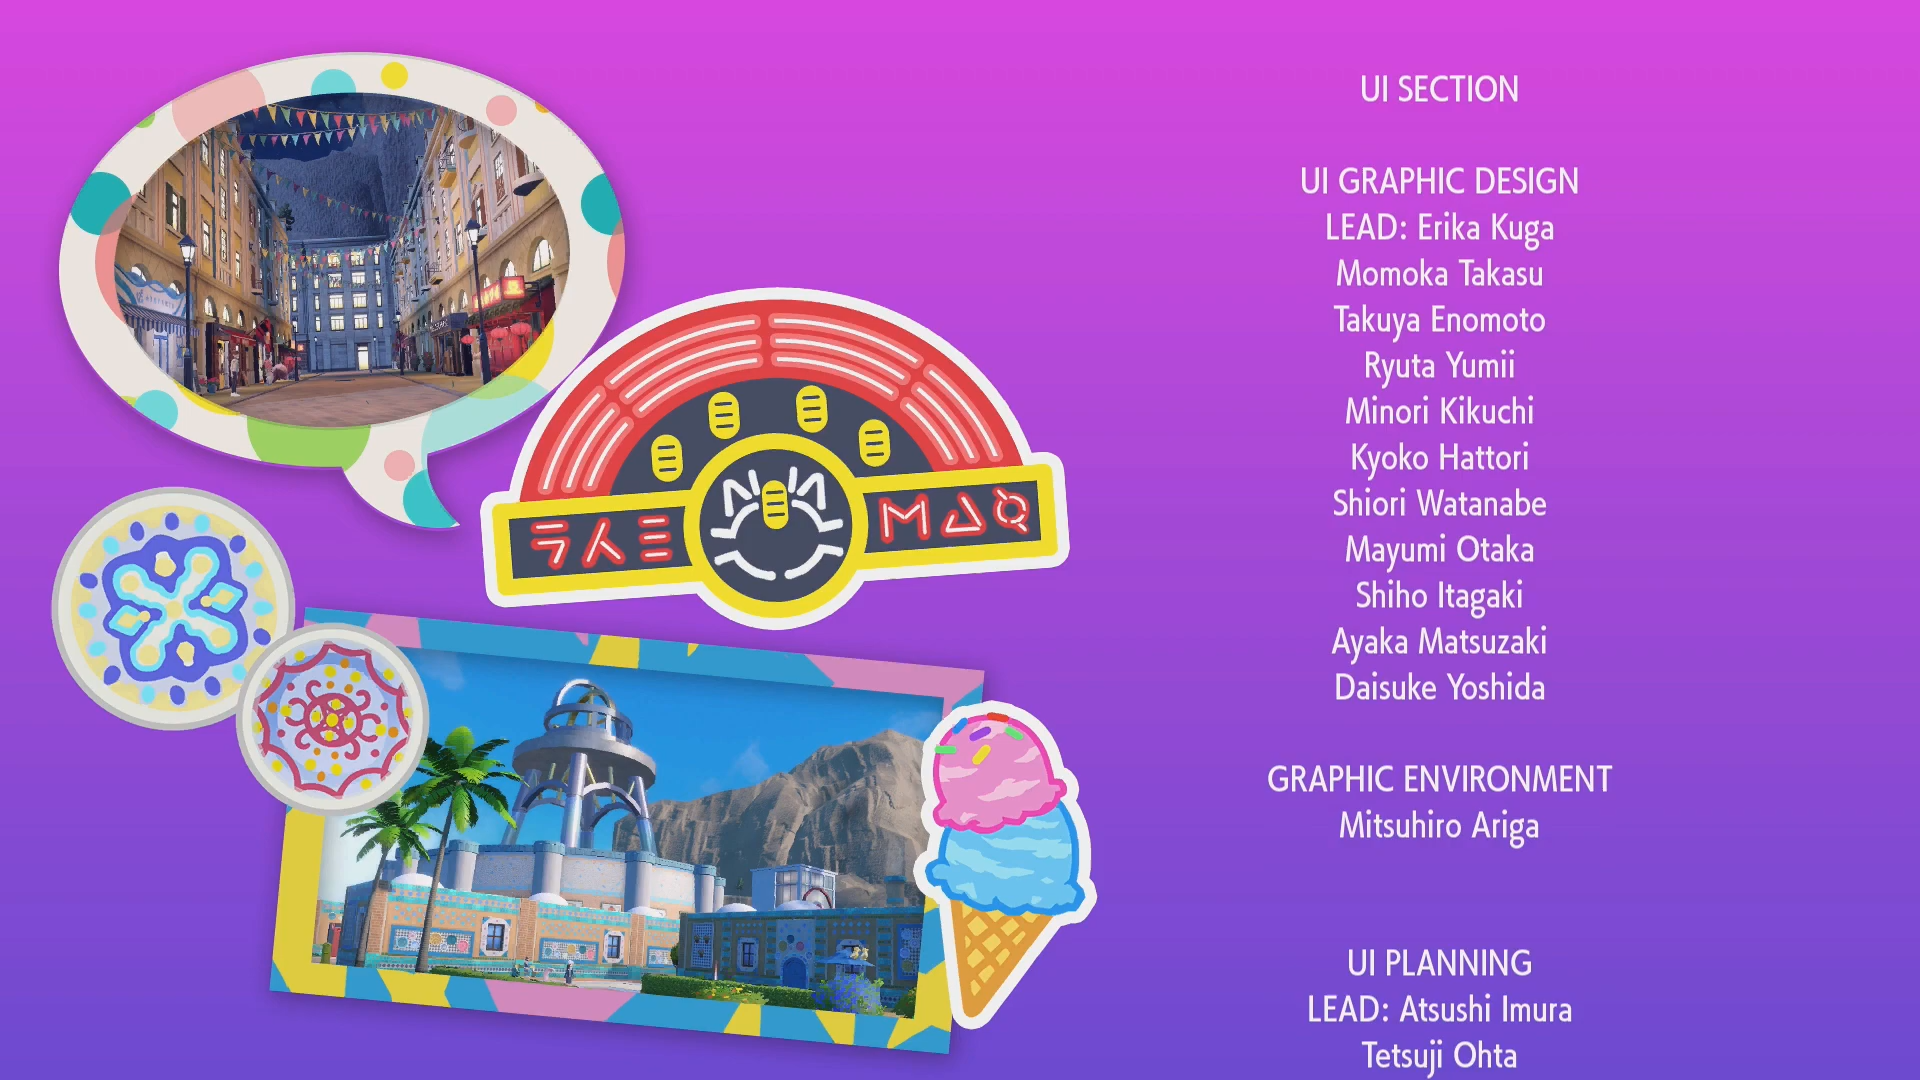 UI SECTION
UI GRAPHIC DESIGN
LEAD: Erika Kuga
Momoka Takasu
Takuya Enomoto
Ryuta Yumii
Minori Kikuchi
Kyoko Hattori
Shiori Watanabe
Mayumi Otaka
Shiho Itagaki
Ayaka Matsuzaki
Daisuke Yoshida
GRAPHIC ENVIRONMENT
Mitsuhiro Ariga
UI PLANNING
LEAD: Atsushi Imura
Tetsuji Ohta